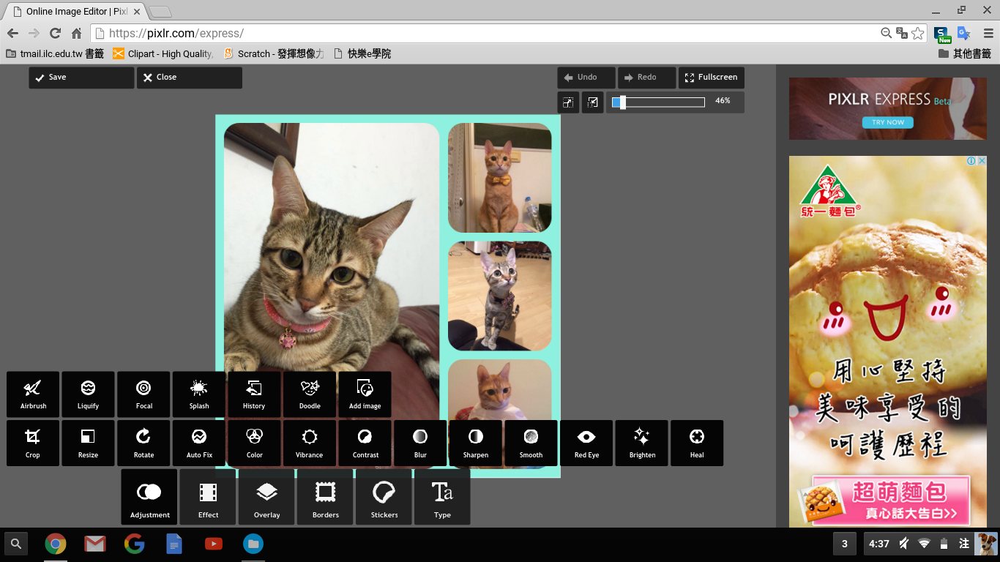 Online Image Editor | Pixl
https://pixlr.com/express/
New
tmail.ilc.edu.tw 書籤
Clipart - High Quality,
Scratch - 發揮想像力
快樂e學院
其他書籤
Save
Close
Undo
Redo
Fullscreen
46%
PIXLR EXPRESS Beta
TRY NOW
統一麵包®
用心堅持
美味享受的
呵護歷程
超萌麵包
真心話大告白>>
Airbrush
Liquify
Focal
Splash
History
Doodle
Add image
Crop
Resize
Rotate
Auto Fix
Color
Vibrance
Contrast
Blur
Sharpen
Smooth
Red Eye
Brighten
Heal
Adjustment
Effect
Overlay
Borders
Stickers
Type
3
4:37
注